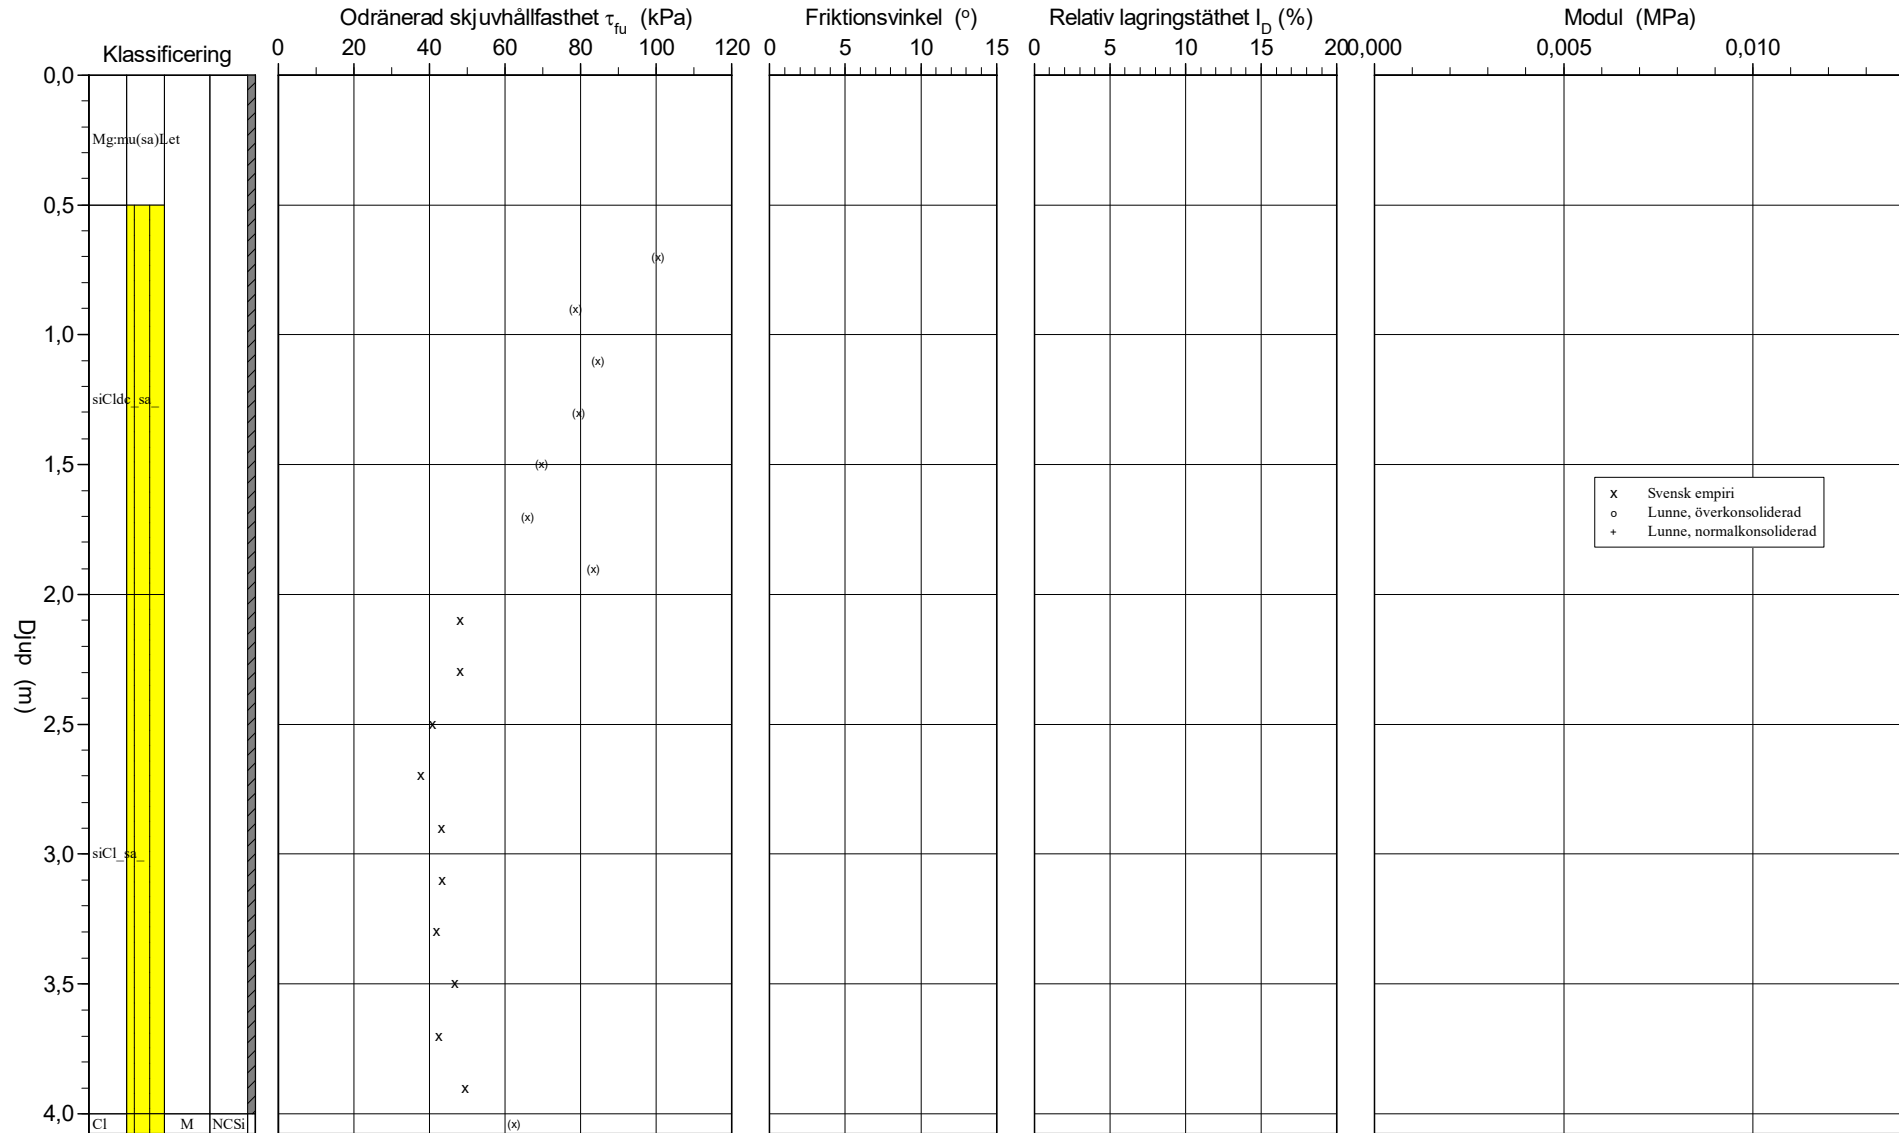 Odränerad skjuvhållfasthet τfu (kPa) Friktionsvinkel (o) Relativ lagringstäthet ID (%) Modul (MPa)
Klassificering 0 20 40 60 80 100 120 0 5 10 15 0 5 10 15 20 0,000 0,005 0,010
0,0
Mg:mu(sa)Let
0,5
(x)
(x)
1,0
(x)
siCldc_sa_
(x)
1,5 (x)
x Svensk empiri
o Lunne, överkonsoliderad
(x)
+ Lunne, normalkonsoliderad
(x)
2,0
x
Djup (m)
x
2,5 x
x
x
3,0 siCl_sa_
x
x
3,5 x
x
x
4,0
Cl M NCSi (x)